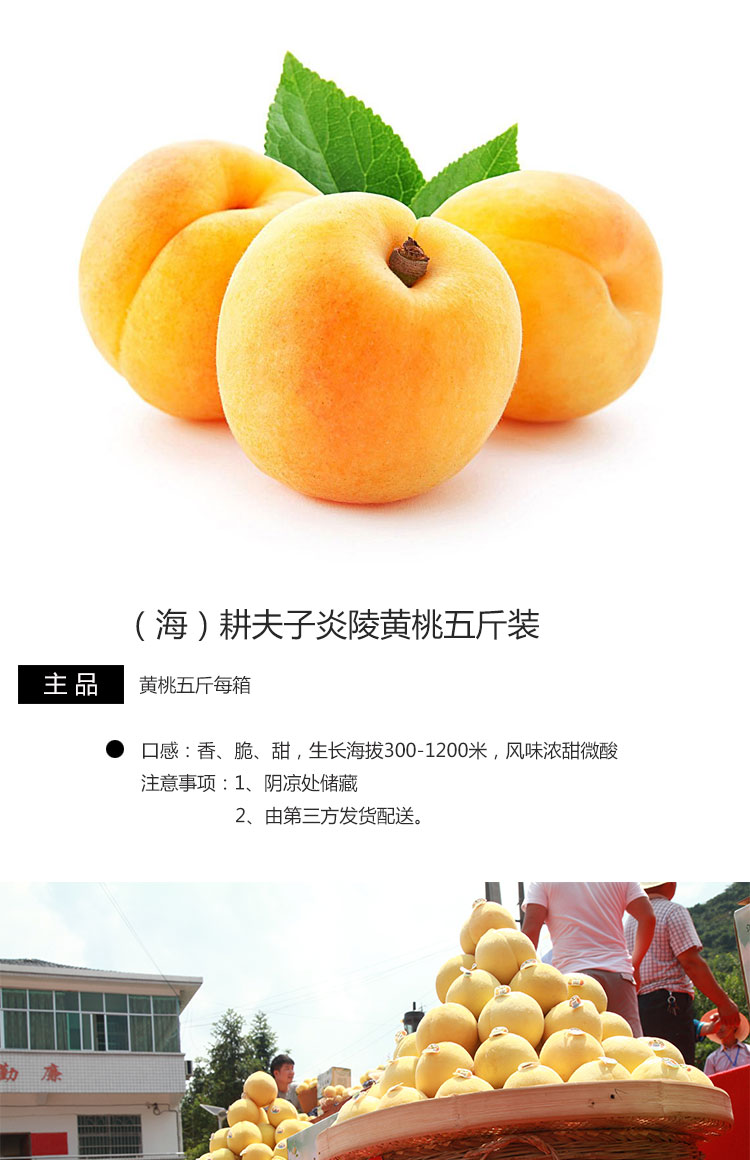 （海）耕夫子炎陵黄桃五斤装
主品 黄桃五斤每箱
口感：香、脆、甜，生长海拔300-1200米，风味浓甜微酸
注意事项：1、阴凉处储藏
2、由第三方发货配送。
勤 廉